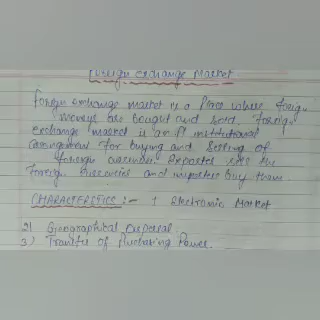 Foreign exchange Market
foreign exchange market is a Place where foreign
moneys are bought and sold. Foreign
exchange market is an institutional
arrangement for buying and selling of
foreign currencies. Exporter sell the
foreign currencies and importers buy them.
CHARACTERISTICS :- 1 Electronic Market
2) Geographical Dispersal
3) Transfer of Purchasing Power.